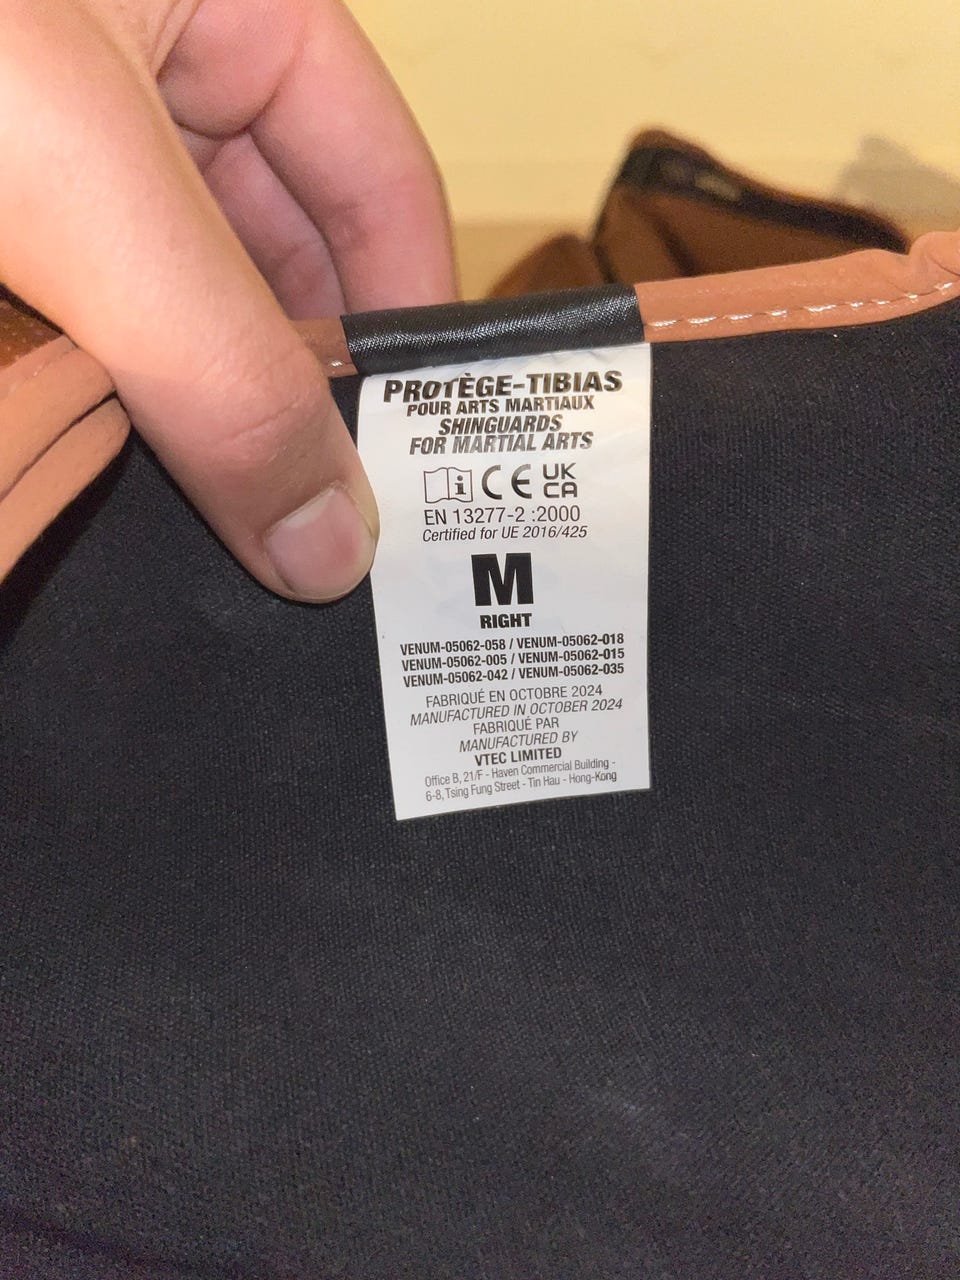 PROTÈGE-TIBIAS
POUR ARTS MARTIAUX
SHINGUARDS
FOR MARTIAL ARTS
i CE UK
CA
EN 13277-2 :2000
Certified for UE 2016/425
M
RIGHT
VENUM-05062-058 / VENUM-05062-018
VENUM-05062-005 / VENUM-05062-015
VENUM-05062-042 / VENUM-05062-035
FABRIQUÉ EN OCTOBRE 2024
MANUFACTURED IN OCTOBER 2024
FABRIQUÉ PAR
MANUFACTURED BY
VTEC LIMITED
Office B, 21/F - Haven Commercial Building -
6-8, Tsing Fung Street - Tin Hau - Hong-Kong